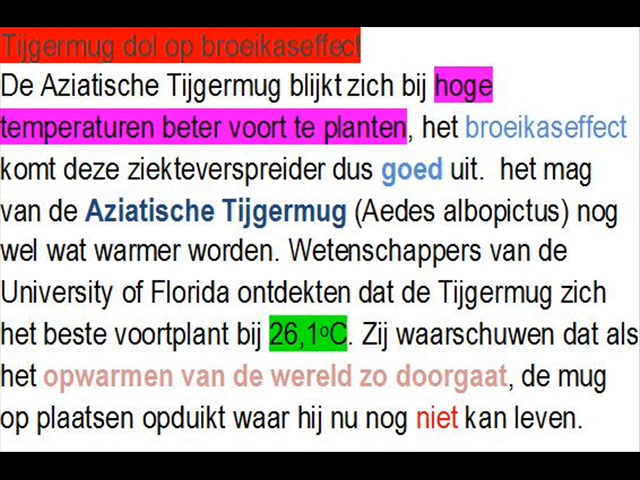 Tijgermug dol op broeikaseffect
De Aziatische Tijgermug blijkt zich bij hoge
temperaturen beter voort te planten, het broeikaseffect
komt deze ziekteverspreider dus goed uit.  het mag
van de Aziatische Tijgermug (Aedes albopictus) nog
wel wat warmer worden. Wetenschappers van de
University of Florida ontdekten dat de Tijgermug zich
het beste voortplant bij 26,1ºC. Zij waarschuwen dat als
het opwarmen van de wereld zo doorgaat, de mug
op plaatsen opduikt waar hij nu nog niet kan leven.